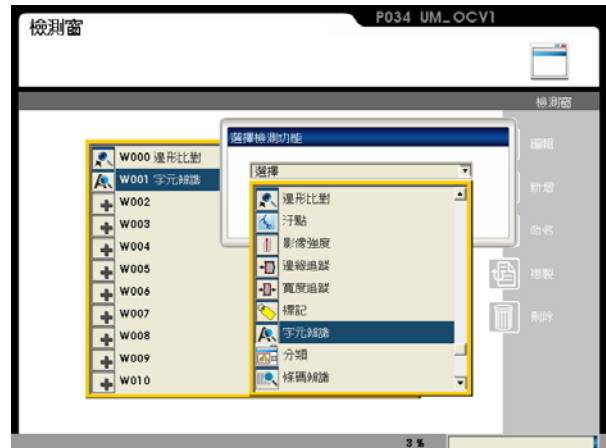 P034 UM_OCV1
檢測窗
檢測窗
選擇檢測功能
選擇
W000 邊形比對
W001 字元辨識
W002
W003
W004
W005
W006
W007
W008
W009
W010
邊形比對
汙點
影像強度
邊線追蹤
寬度追蹤
標記
字元辨識
分類
條碼辨識
編輯
新增
命名
複製
刪除
3 %